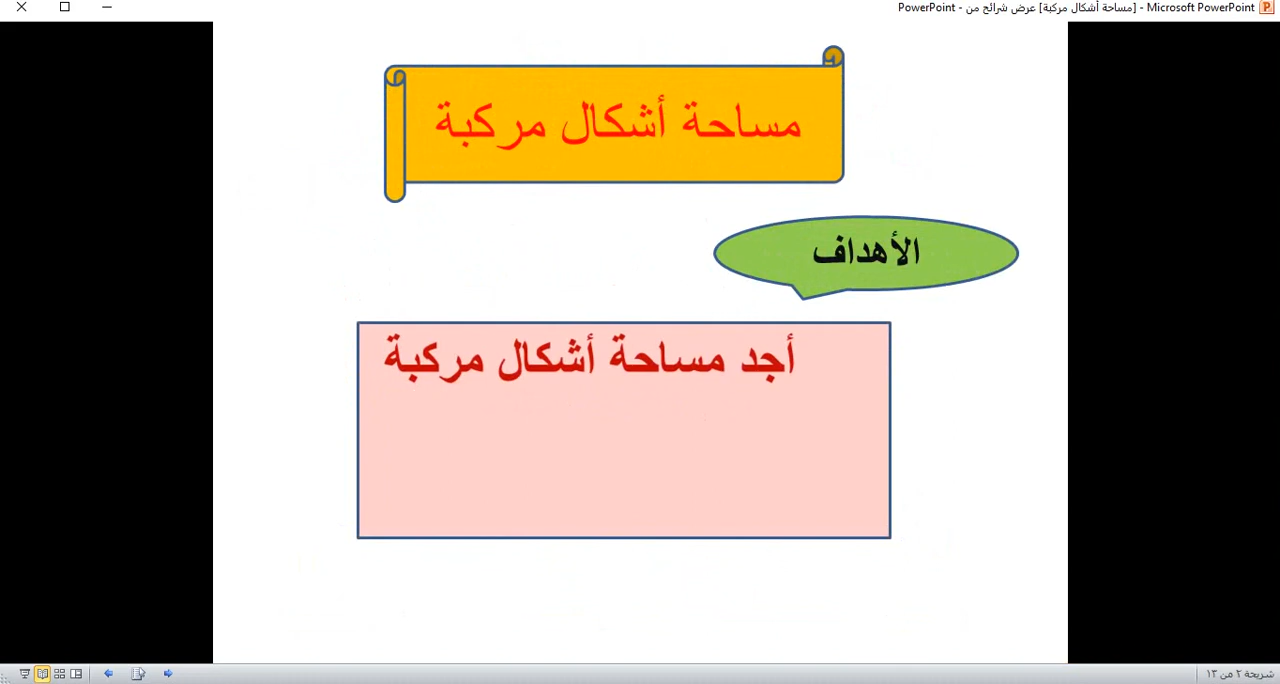 PowerPoint - [مساحة أشكال مركبة] عرض شرائح من - Microsoft PowerPoint
مساحة أشكال مركبة
الأهداف
أجد مساحة أشكال مركبة
شريحة ٢ من ١٣